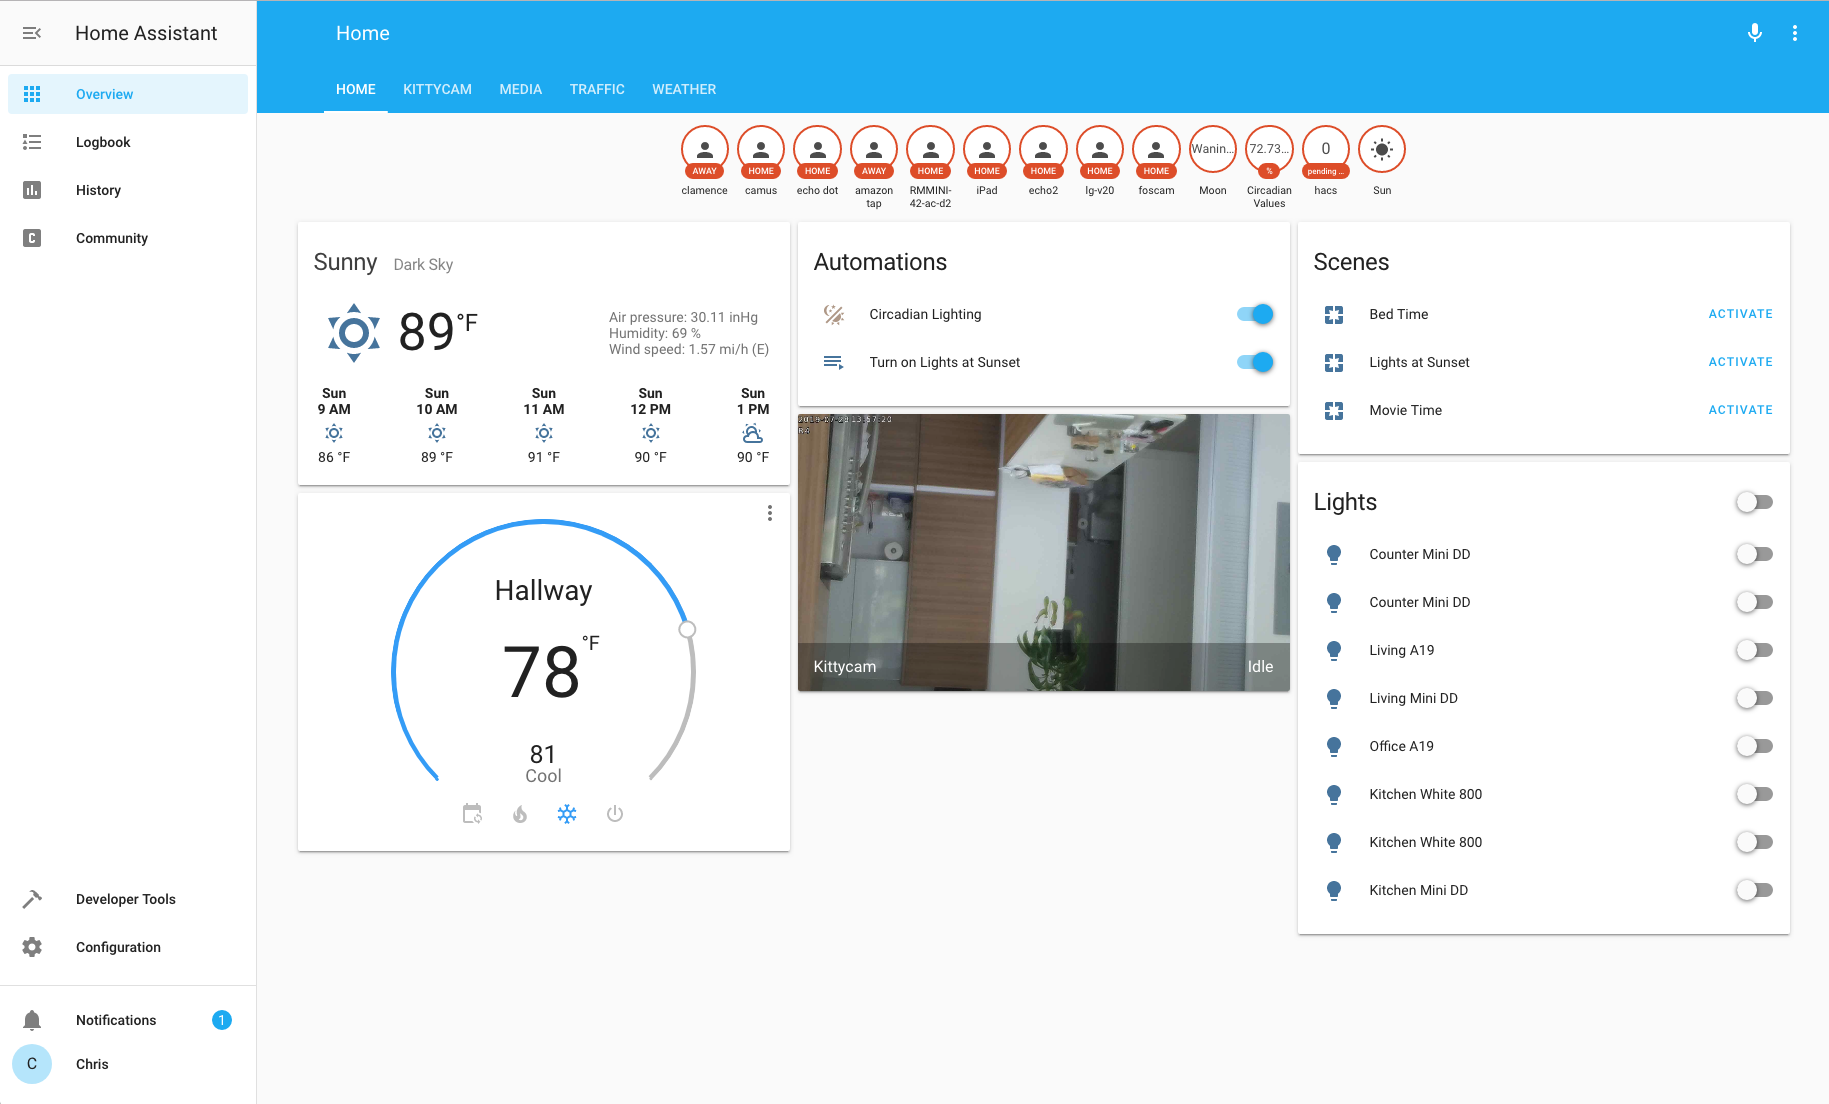 Home Assistant
Overview
Logbook
History
Community
Developer Tools
Configuration
Notifications 1
C Chris
Home
HOME KITTYCAM MEDIA TRAFFIC WEATHER
Wanin... 72.73... 0
AWAY HOME HOME AWAY HOME HOME HOME HOME HOME % pending ...
clamence camus echo dot amazon tap RMMINI-42-ac-d2 iPad echo2 lg-v20 foscam Moon Circadian Values hacs Sun
Sunny Dark Sky
89 °F
Air pressure: 30.11 inHg
Humidity: 69 %
Wind speed: 1.57 mi/h (E)
Sun Sun Sun Sun Sun
9 AM 10 AM 11 AM 12 PM 1 PM
86 °F 89 °F 91 °F 90 °F 90 °F
Hallway
78 °F
81
Cool
Automations
Circadian Lighting
Turn on Lights at Sunset
Kittycam Idle
Scenes
Bed Time ACTIVATE
Lights at Sunset ACTIVATE
Movie Time ACTIVATE
Lights
Counter Mini DD
Counter Mini DD
Living A19
Living Mini DD
Office A19
Kitchen White 800
Kitchen White 800
Kitchen Mini DD